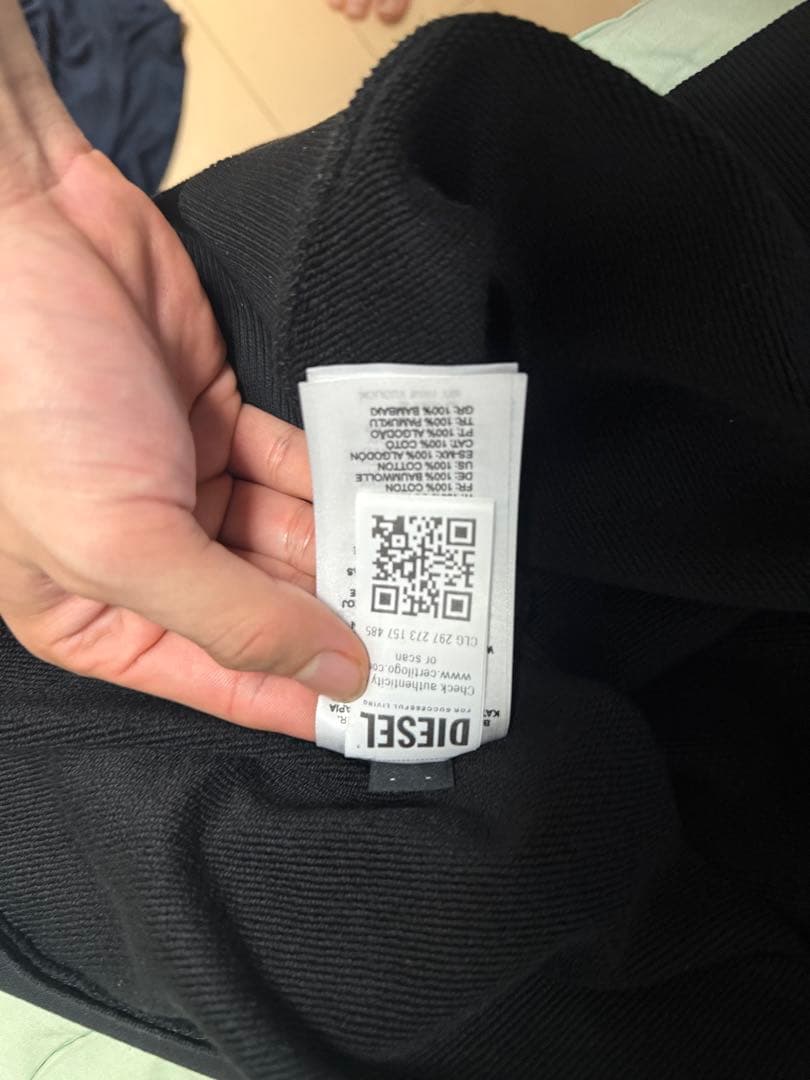 DIESEL
FOR SUCCESSFUL LIVING
Check authenticity
www.certilogo.co
or scan
CLG 297 273 157 485
FR: 100% COTON
DE: 100% BAUMWOLLE
US: 100% COTTON
ES-MX: 100% ALGODÓN
CAT: 100% COTÓ
PT: 100% ALGODÃO
TR: 100% PAMUKLU
GR: 100% BAMBAKI